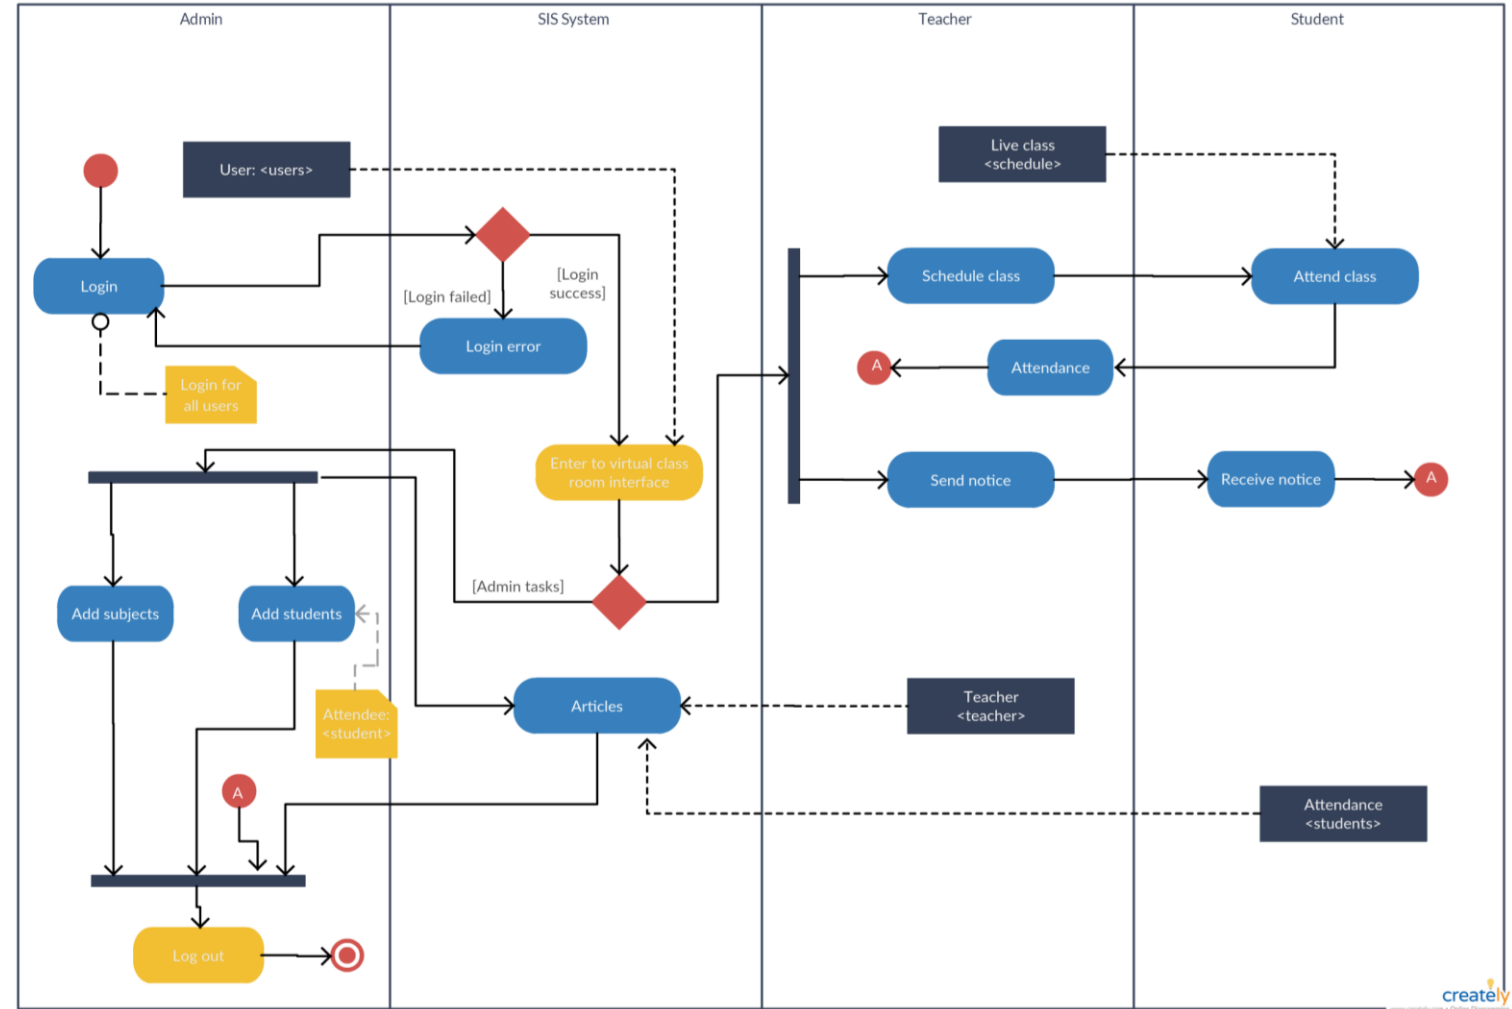 Admin
SIS System
Teacher
Student
User: <users>
Live class
<schedule>
Login
[Login failed]
[Login
success]
Login error
Login for
all users
Schedule class
Attend class
A
Attendance
Enter to virtual class
room interface
Send notice
Receive notice
A
[Admin tasks]
Add subjects
Add students
Attendee:
<student>
Articles
Teacher
<teacher>
A
Attendance
<students>
Log out
creately